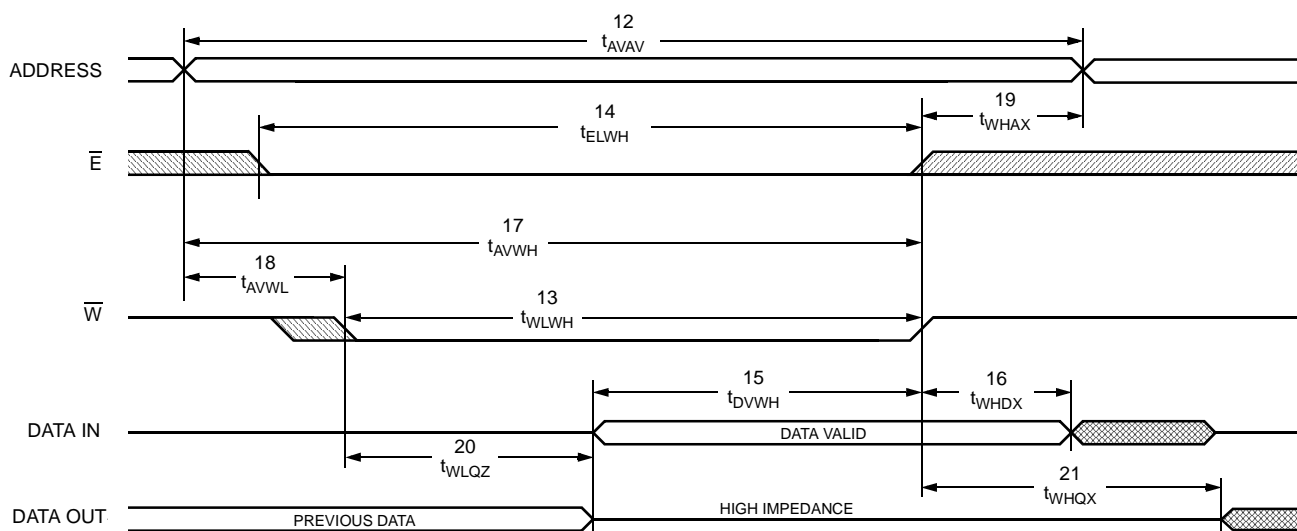 12
tAVAV
ADDRESS
14
tELWH
19
tWHAX
E̅
17
tAVWH
18
tAVWL
W̅
13
tWLWH
15
tDVWH
16
tWHDX
DATA IN
DATA VALID
20
tWLQZ
21
tWHQX
DATA OUT
PREVIOUS DATA
HIGH IMPEDANCE